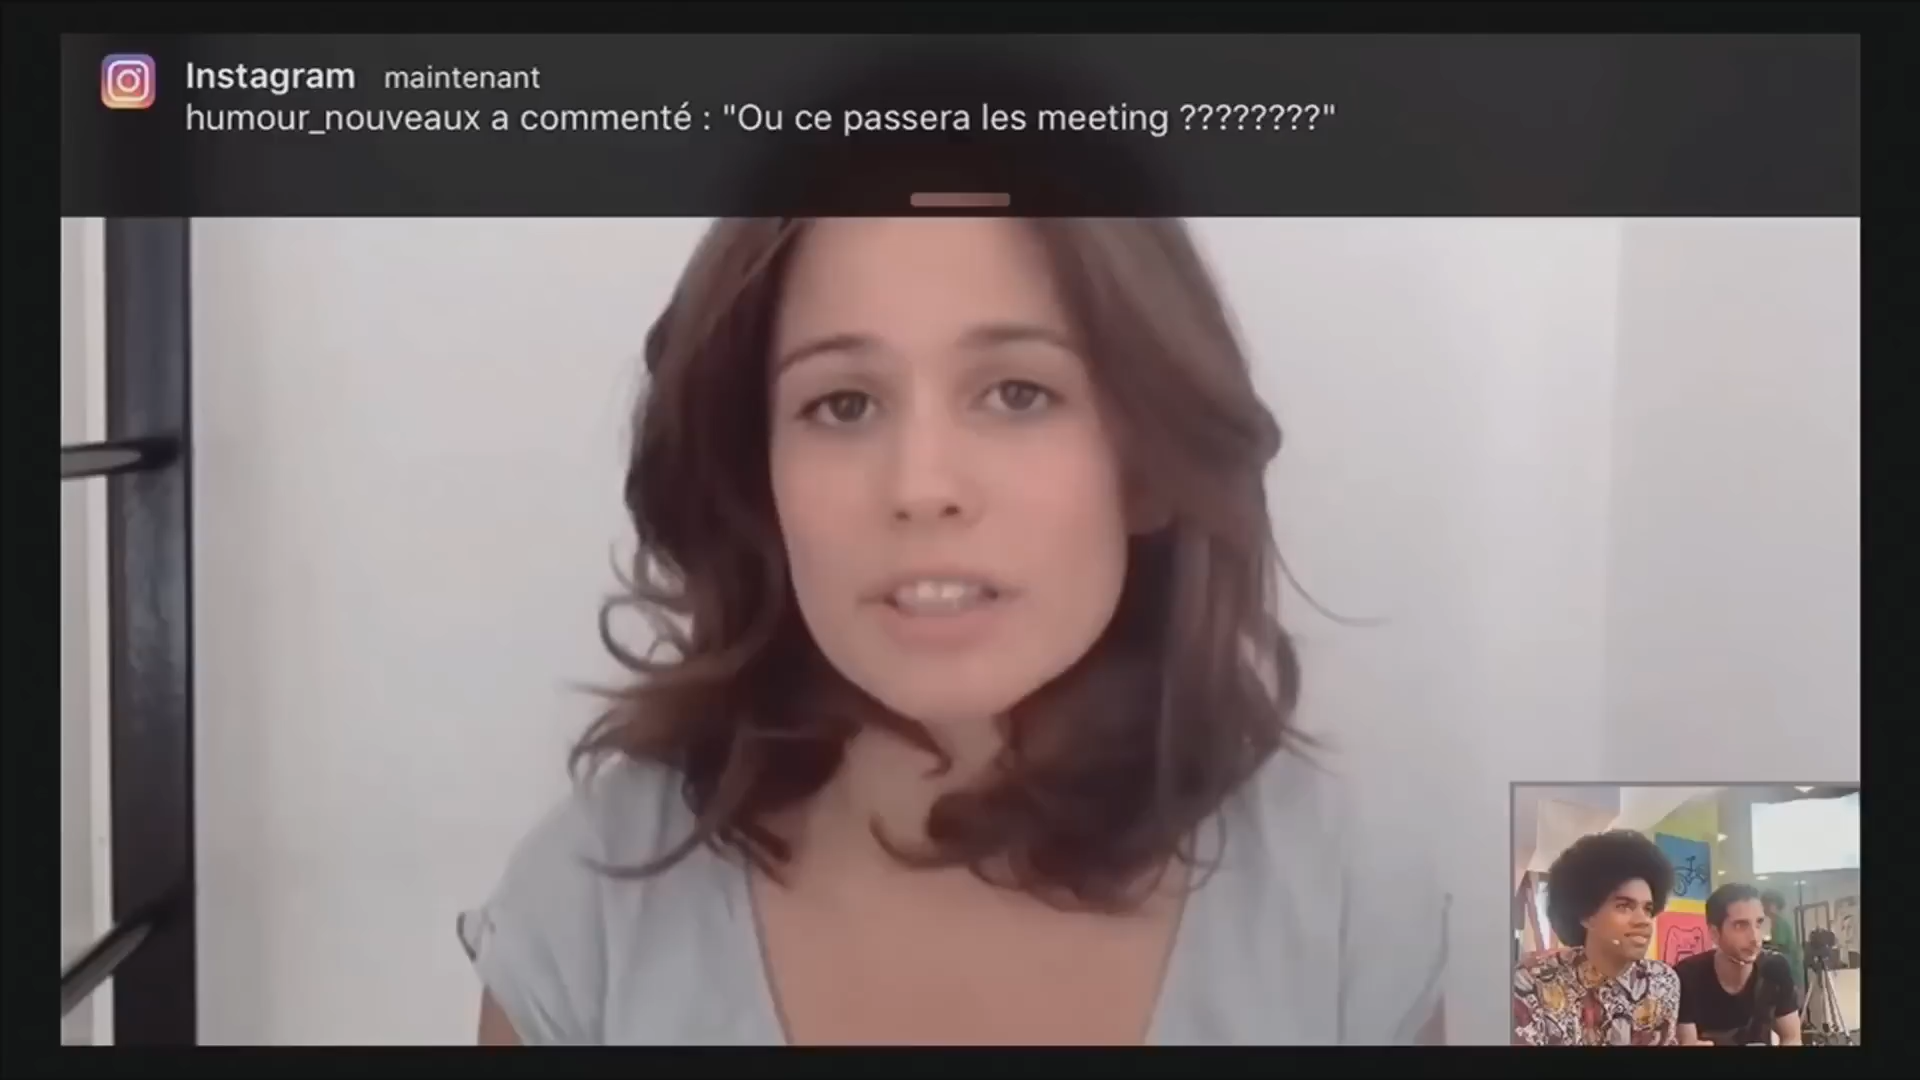 Instagram maintenant
humour_nouveaux a commenté : "Ou ce passera les meeting ????????"